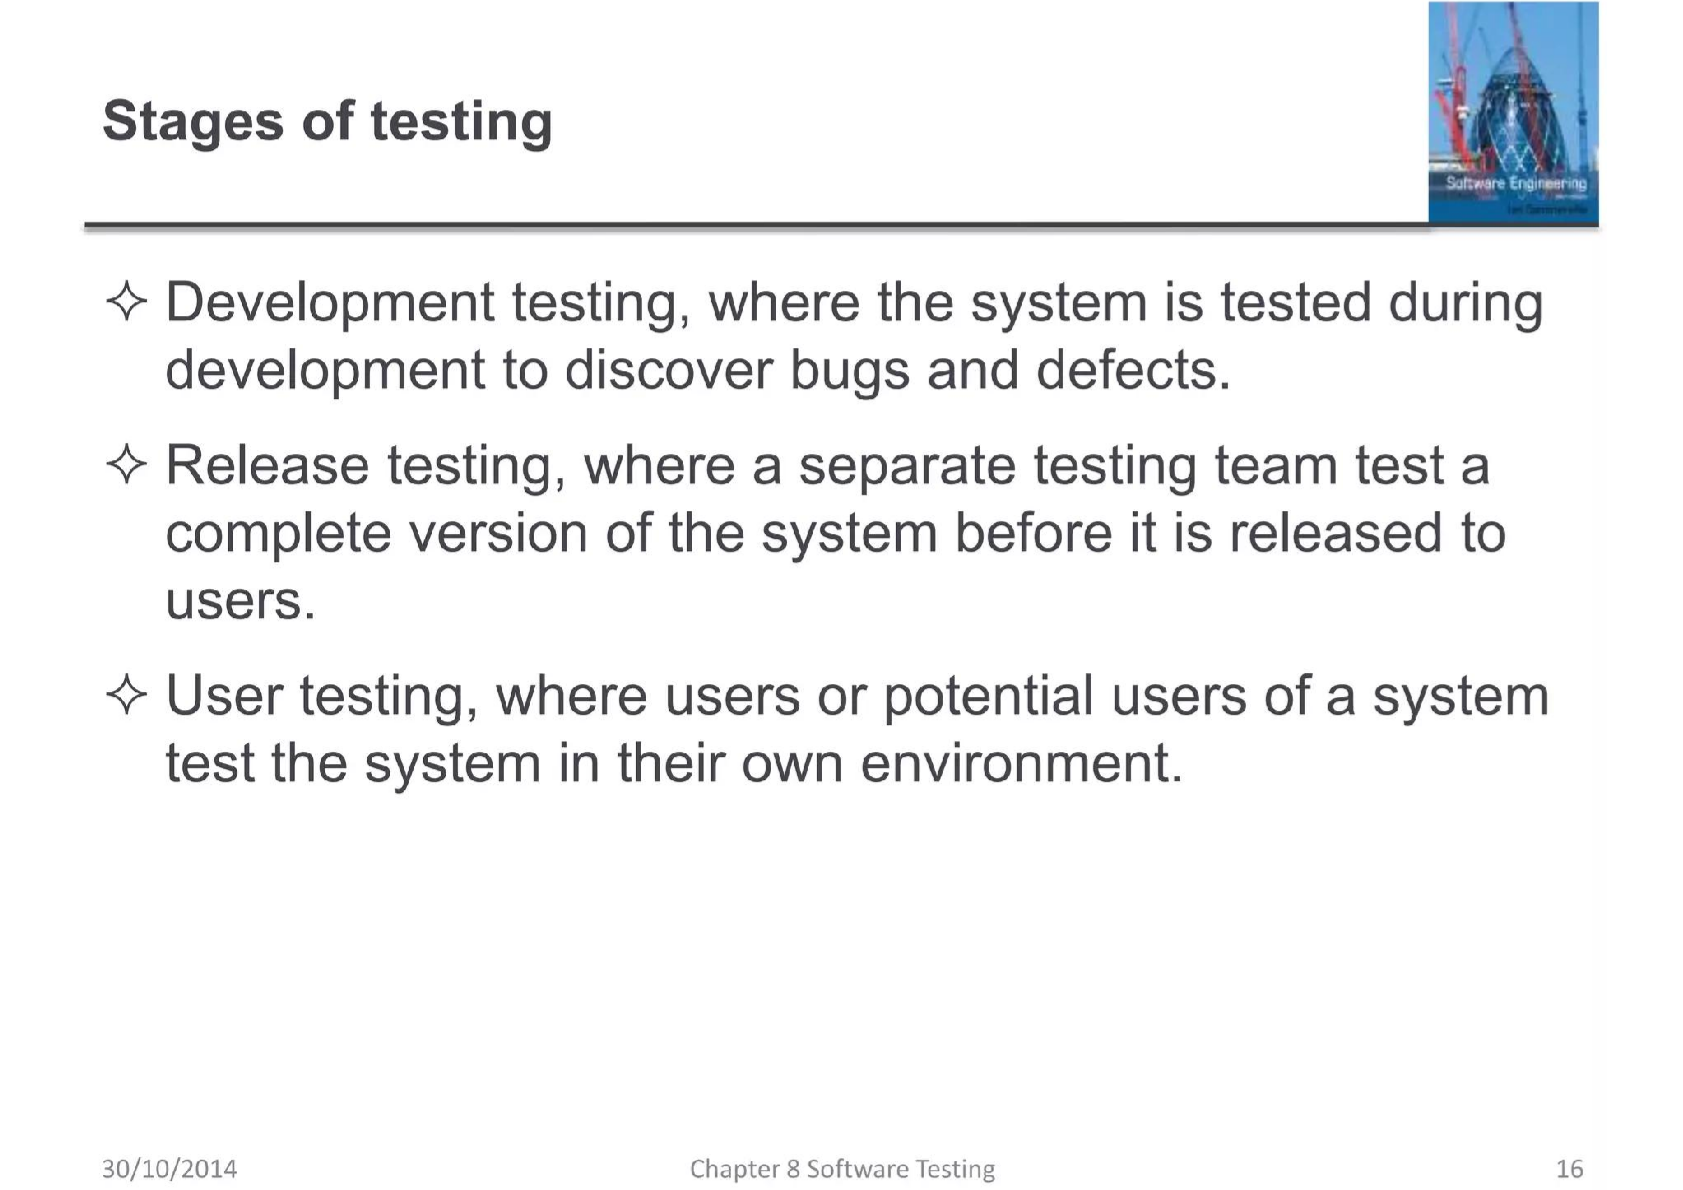 Stages of testing
Software Engineering
Development testing, where the system is tested during
development to discover bugs and defects.
Release testing, where a separate testing team test a
complete version of the system before it is released to
users.
User testing, where users or potential users of a system
test the system in their own environment.
30/10/2014
Chapter 8 Software Testing
16